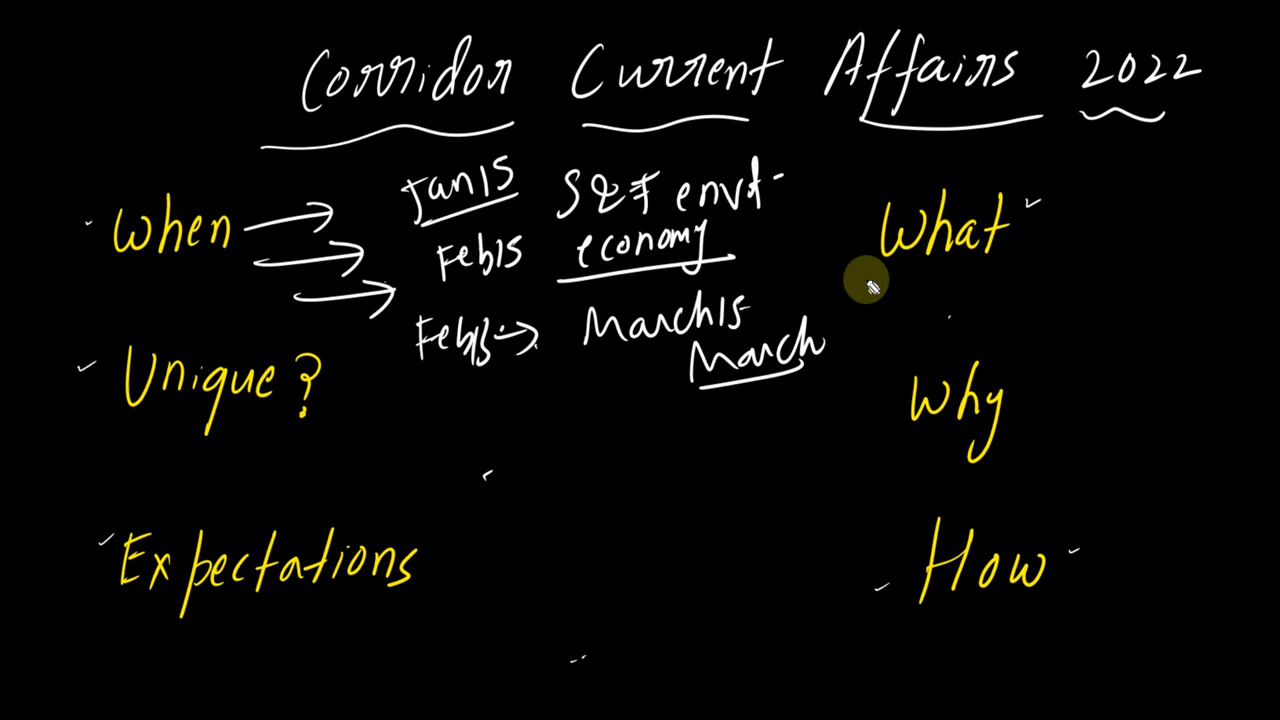 Corridor Current Affairs 2022
When
Jan15 S&T envt-
Feb15 economy
Feb15 → March15-
March
What
Unique?
Why
Expectations
How